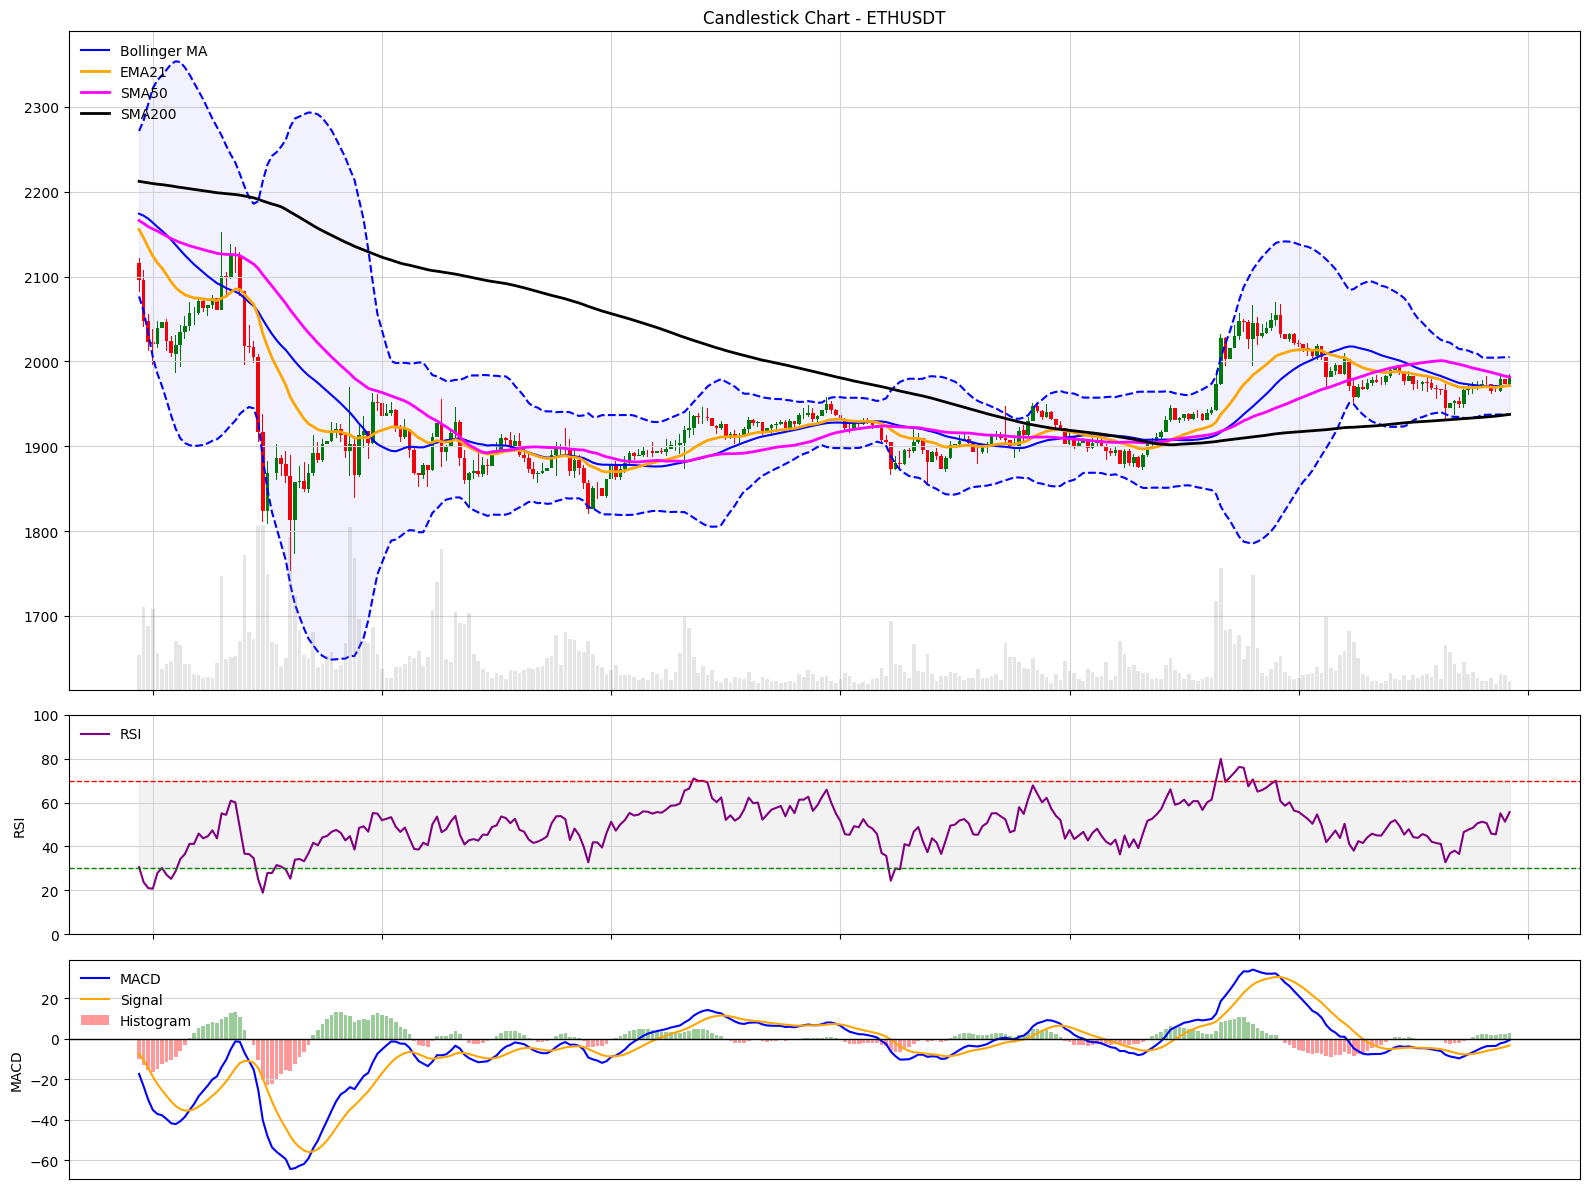 Candlestick Chart - ETHUSDT
Bollinger MA
EMA21
SMA50
SMA200
2300
2200
2100
2000
1900
1800
1700
100
80
60
40
20
0
RSI
RSI
20
0
−20
−40
−60
MACD
MACD
Signal
Histogram